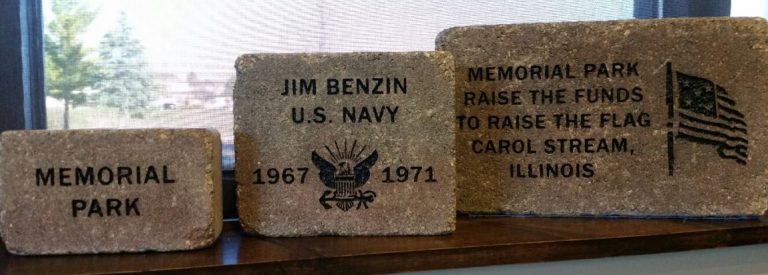 MEMORIAL
PARK
JIM BENZIN
U.S. NAVY
1967 1971
MEMORIAL PARK
RAISE THE FUNDS
TO RAISE THE FLAG
CAROL STREAM,
ILLINOIS